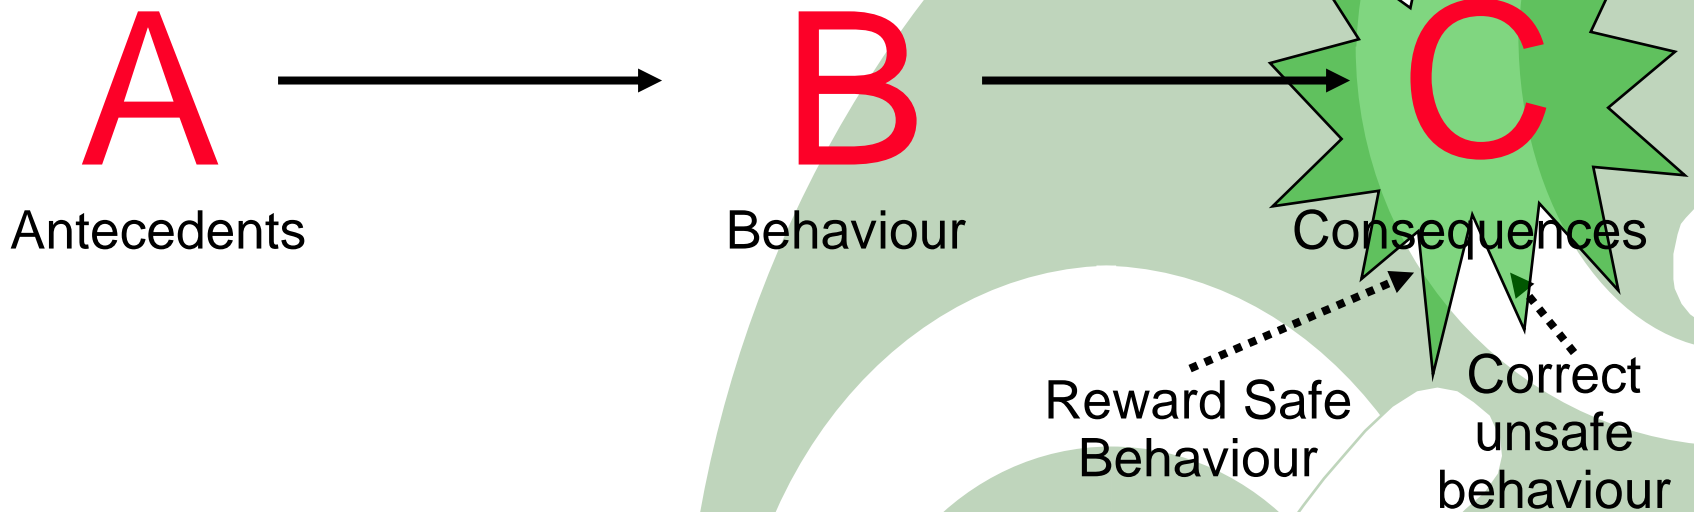 A B C
Antecedents Behaviour Consequences
Reward Safe
Behaviour
Correct
unsafe
behaviour